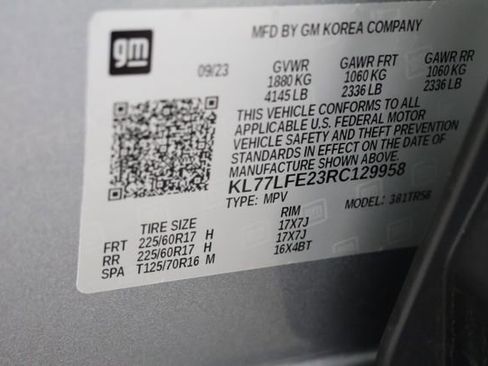 gm
MFD BY GM KOREA COMPANY
09/23 GVWR GAWR FRT GAWR RR
1880 KG 1060 KG 1060 KG
4145 LB 2336 LB 2336 LB
THIS VEHICLE CONFORMS TO ALL
APPLICABLE U.S. FEDERAL MOTOR
VEHICLE SAFETY AND THEFT PREVENTION
STANDARDS IN EFFECT ON THE DATE OF
MANUFACTURE SHOWN ABOVE.
KL77LFE23RC129958
TYPE: MPV MODEL: 381TR56
TIRE SIZE RIM
FRT 225/60R17 H 17X7J
RR 225/60R17 H 17X7J
SPA T125/70R16 M 16X4BT